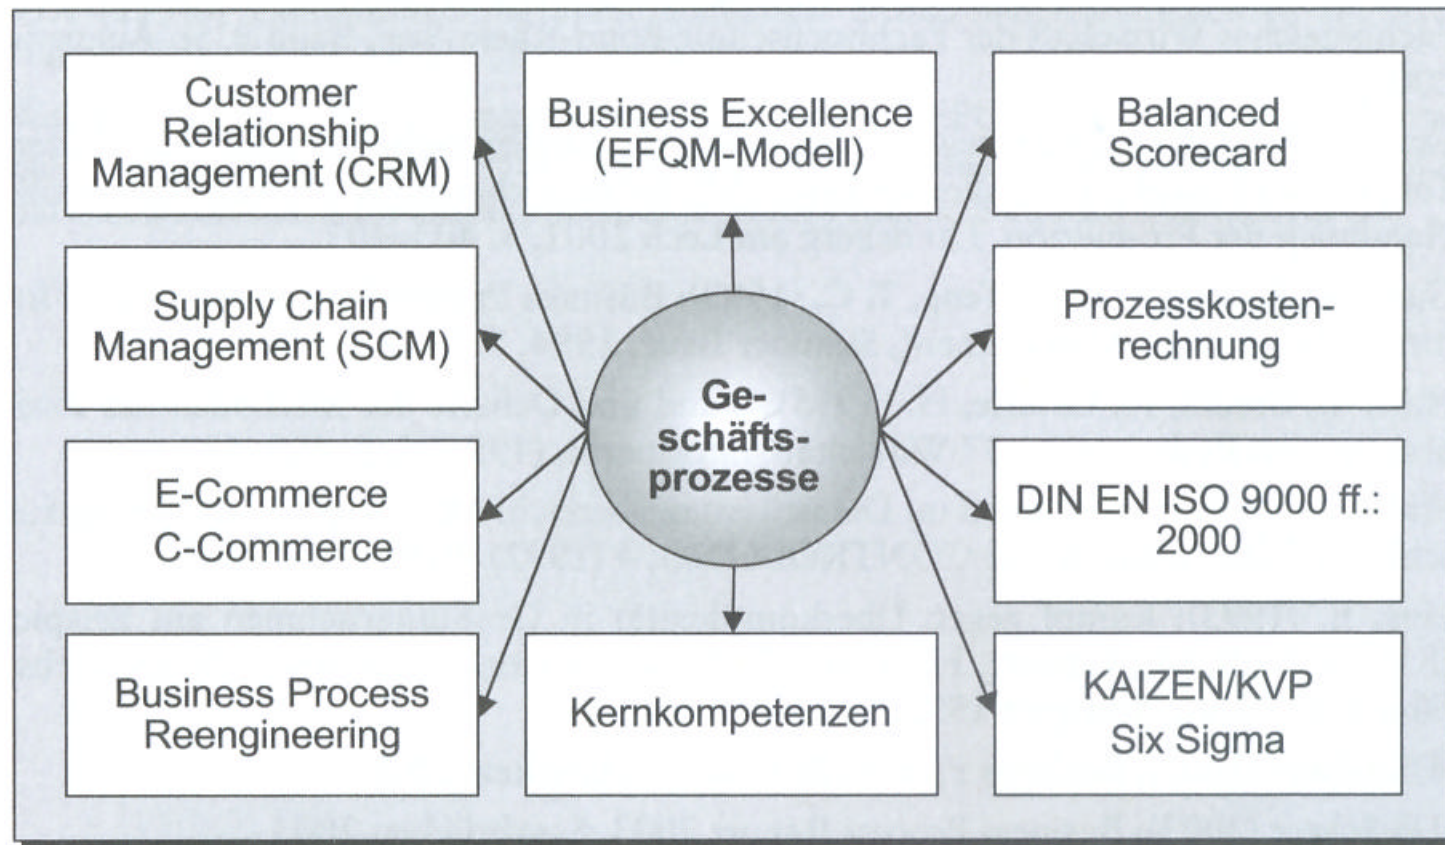 Customer
Relationship
Management (CRM)
Business Excellence
(EFQM-Modell)
Balanced
Scorecard
Supply Chain
Management (SCM)
Prozesskosten-
rechnung
Ge-
schäfts-
prozesse
E-Commerce
C-Commerce
DIN EN ISO 9000 ff.:
2000
Business Process
Reengineering
Kernkompetenzen
KAIZEN/KVP
Six Sigma